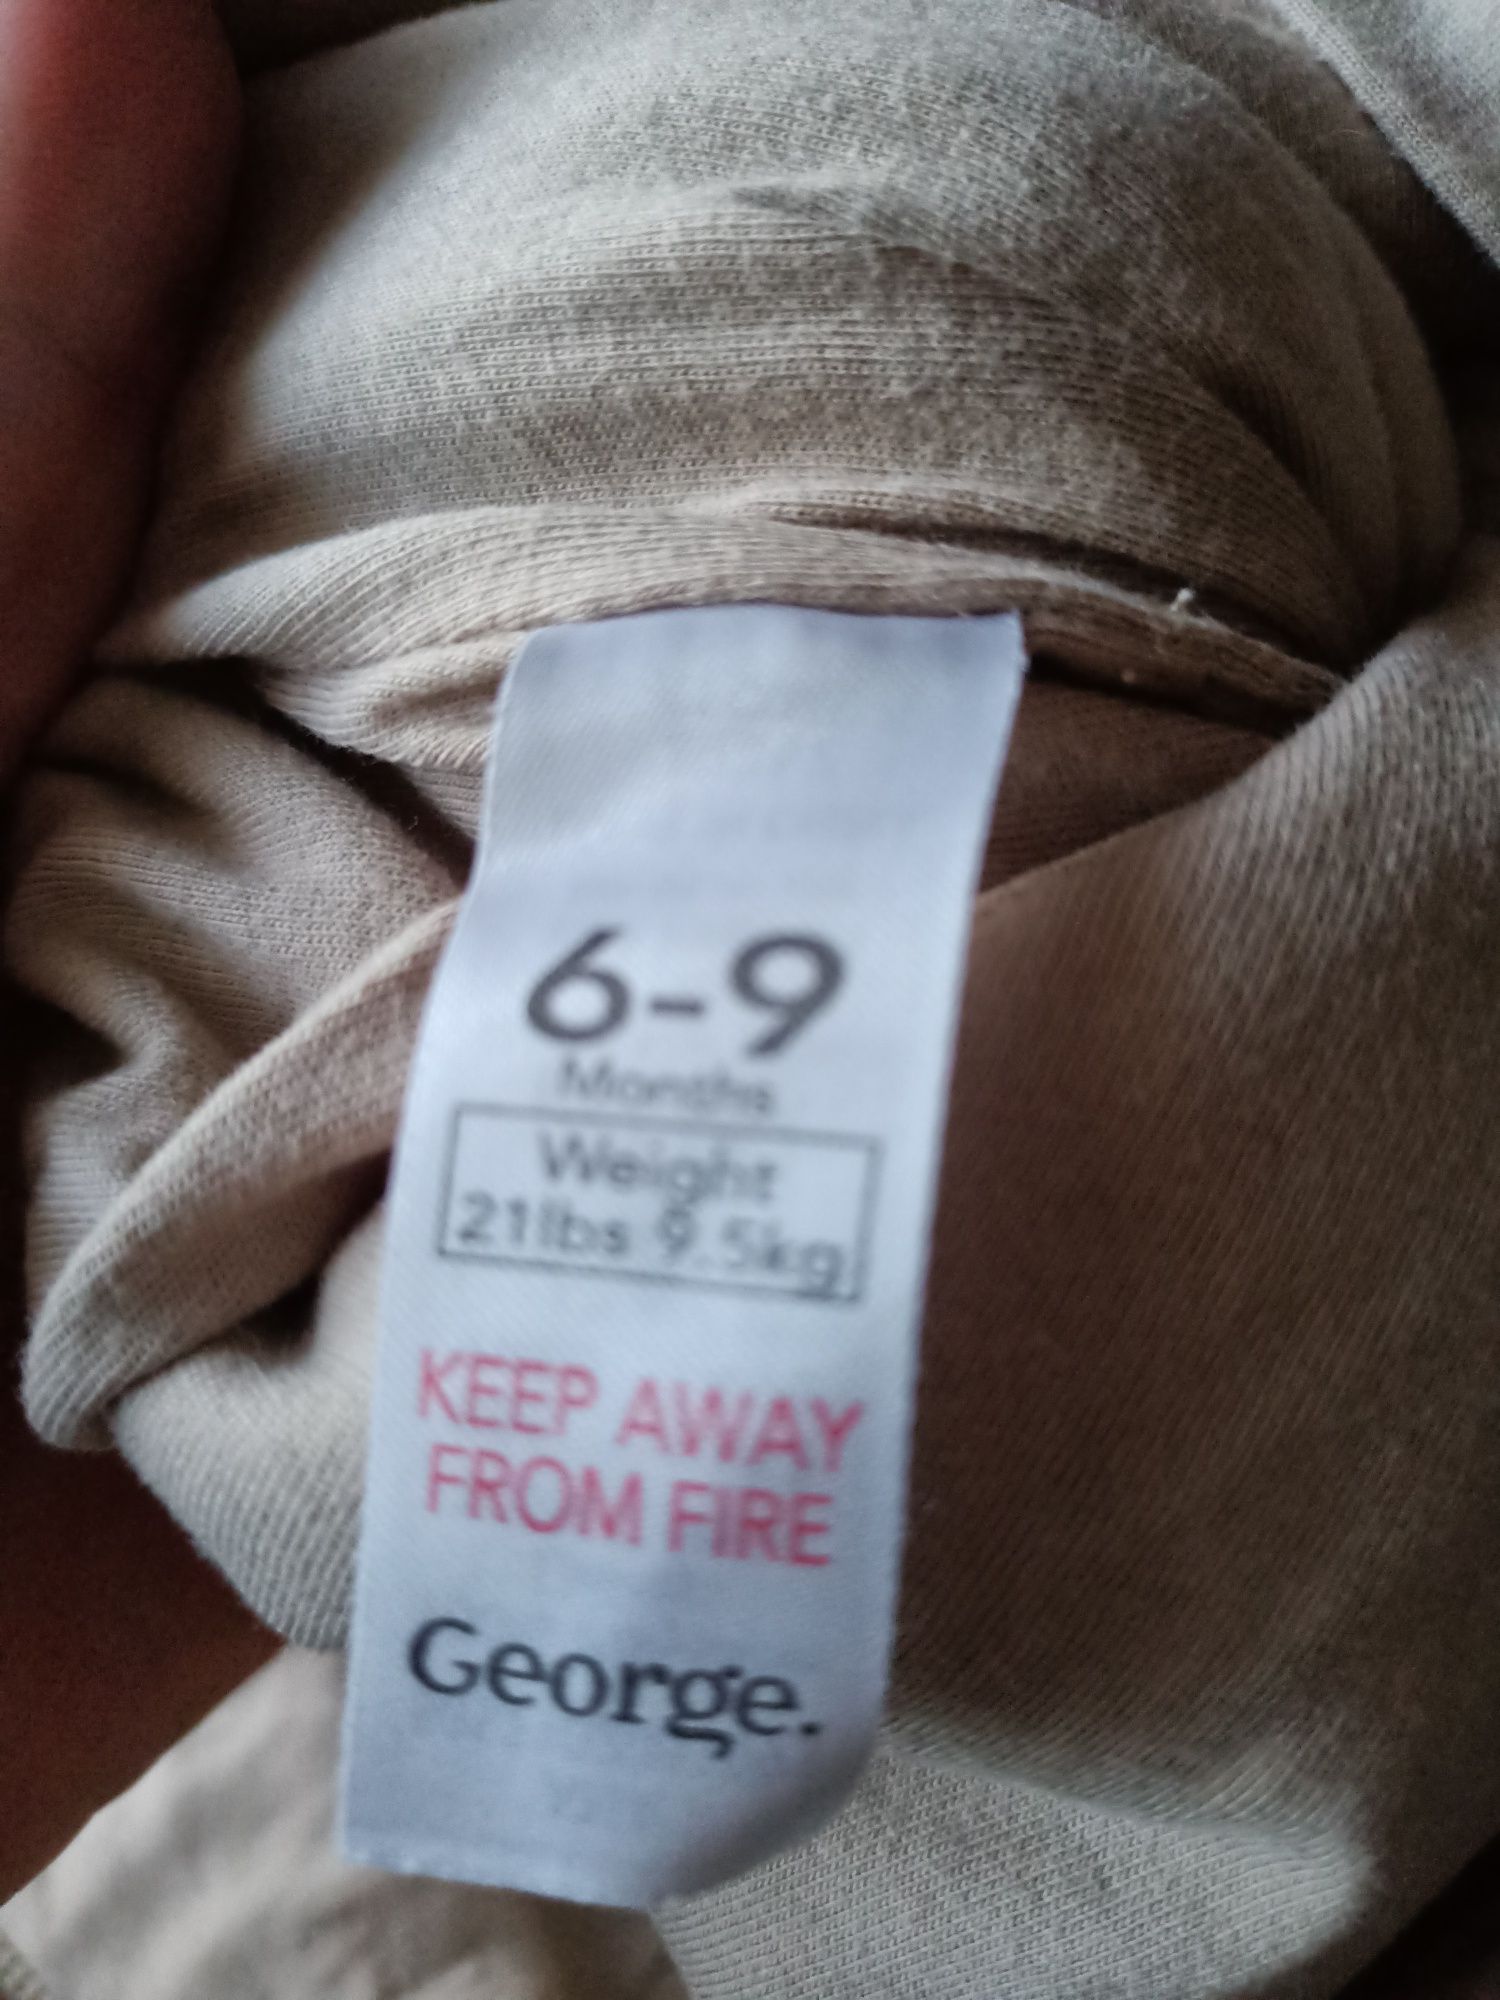 6-9
Months
Weight
21lbs 9.5kg
KEEP AWAY
FROM FIRE
George.